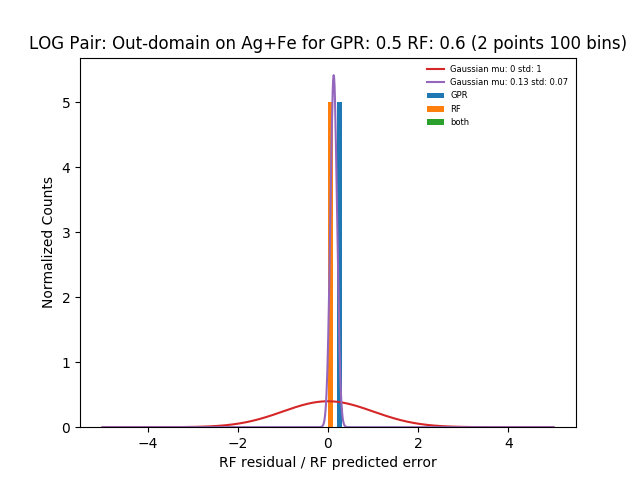 LOG Pair: Out-domain on Ag+Fe for GPR: 0.5 RF: 0.6 (2 points 100 bins)
Gaussian mu: 0 std: 1
Gaussian mu: 0.13 std: 0.07
GPR
RF
both
Normalized Counts
5
4
3
2
1
0
−4
−2
0
2
4
RF residual / RF predicted error